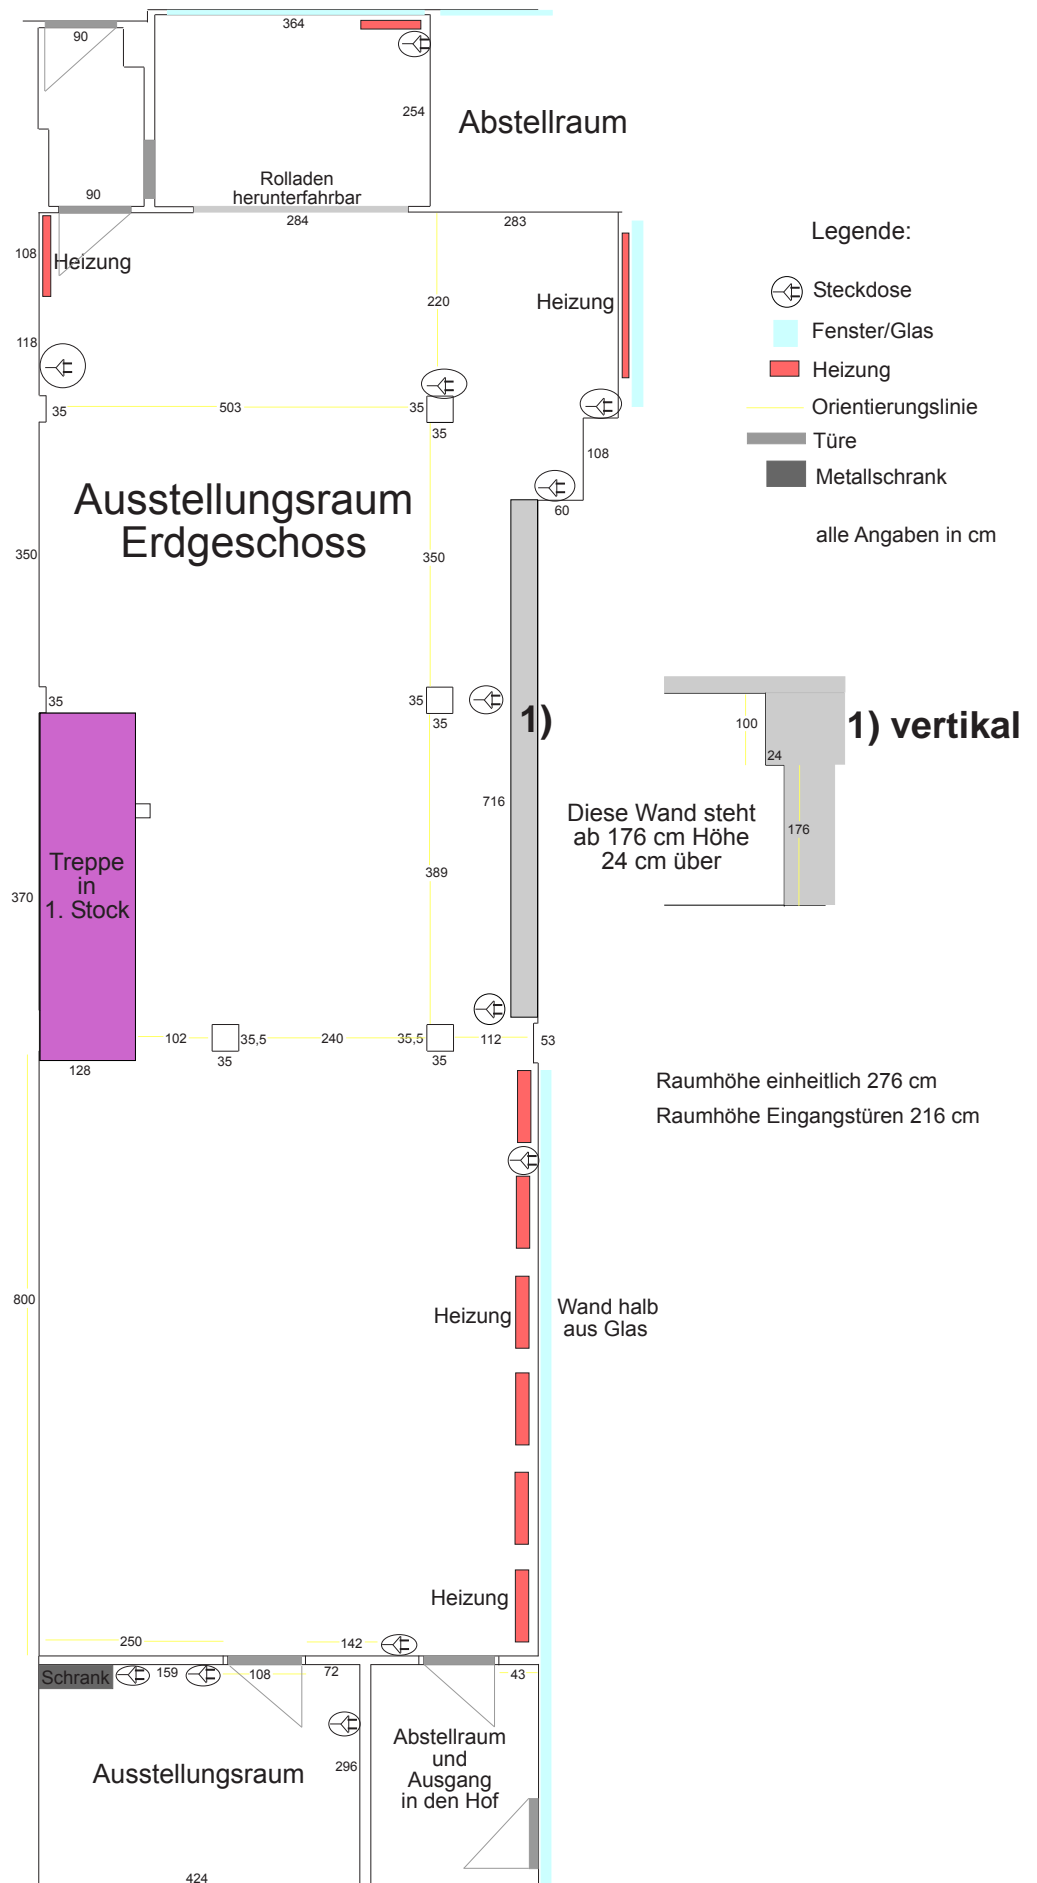 364
90
254
Abstellraum
Rolladen
herunterfahrbar
90
284
283
Legende:
108
Heizung
220
Heizung
Steckdose
118
Fenster/Glas
Heizung
35
503
35
Orientierungslinie
35
Türe
108
Metallschrank
Ausstellungsraum
Erdgeschoss
60
alle Angaben in cm
350
350
35
35
35
1)
100
1) vertikal
24
716
Diese Wand steht
ab 176 cm Höhe
24 cm über
176
Treppe
in
1. Stock
370
389
102
35,5
240
35,5
112
53
35
35
128
Raumhöhe einheitlich 276 cm
Raumhöhe Eingangstüren 216 cm
800
Heizung
Wand halb
aus Glas
Heizung
250
142
Schrank
159
108
72
43
Abstellraum
und
Ausgang
in den Hof
296
Ausstellungsraum
424